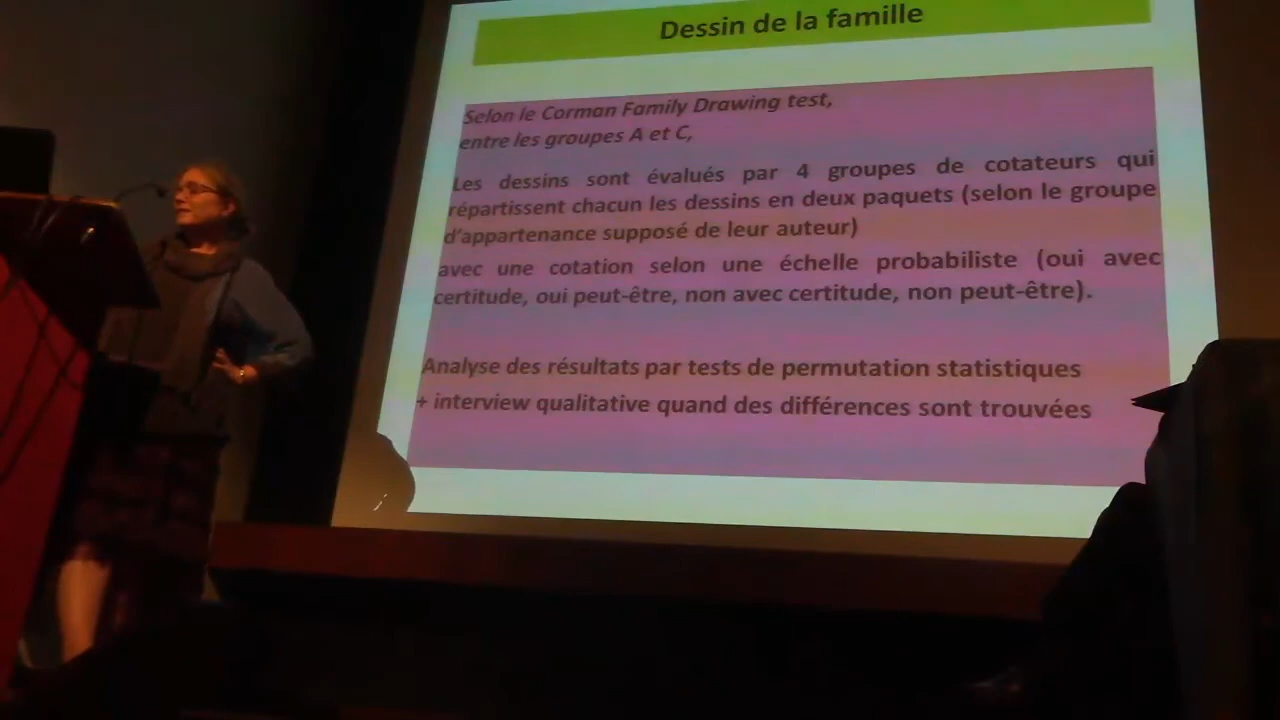 Dessin de la famille
Selon le Corman Family Drawing test,
entre les groupes A et C,
Les dessins sont évalués par 4 groupes de cotateurs qui
répartissent chacun les dessins en deux paquets (selon le groupe
d'appartenance supposé de leur auteur)
avec une cotation selon une échelle probabiliste (oui avec
certitude, oui peut-être, non avec certitude, non peut-être).
Analyse des résultats par tests de permutation statistiques
+ interview qualitative quand des différences sont trouvées